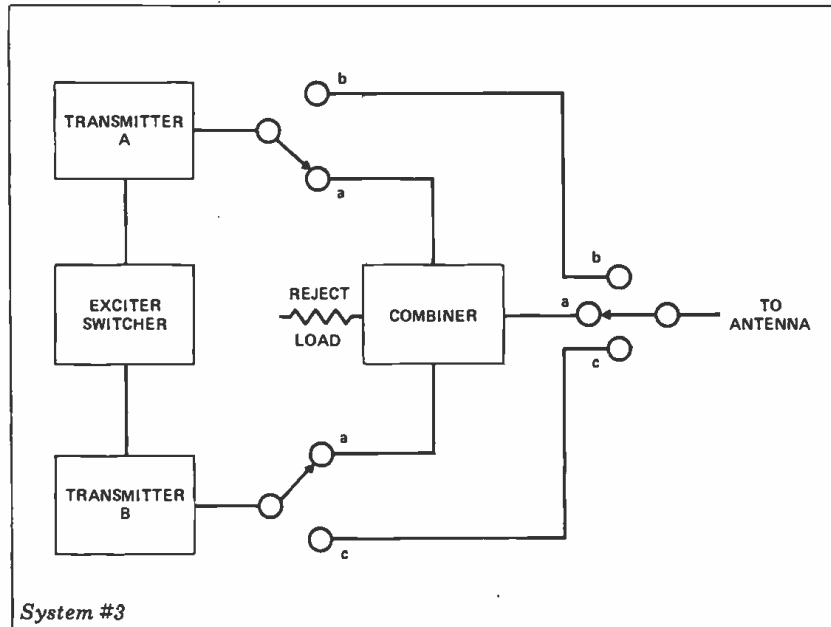 b
TRANSMITTER
A
a
b
EXCITER
SWITCHER
REJECT
LOAD
COMBINER
a
TO
ANTENNA
c
a
TRANSMITTER
B
c
System #3